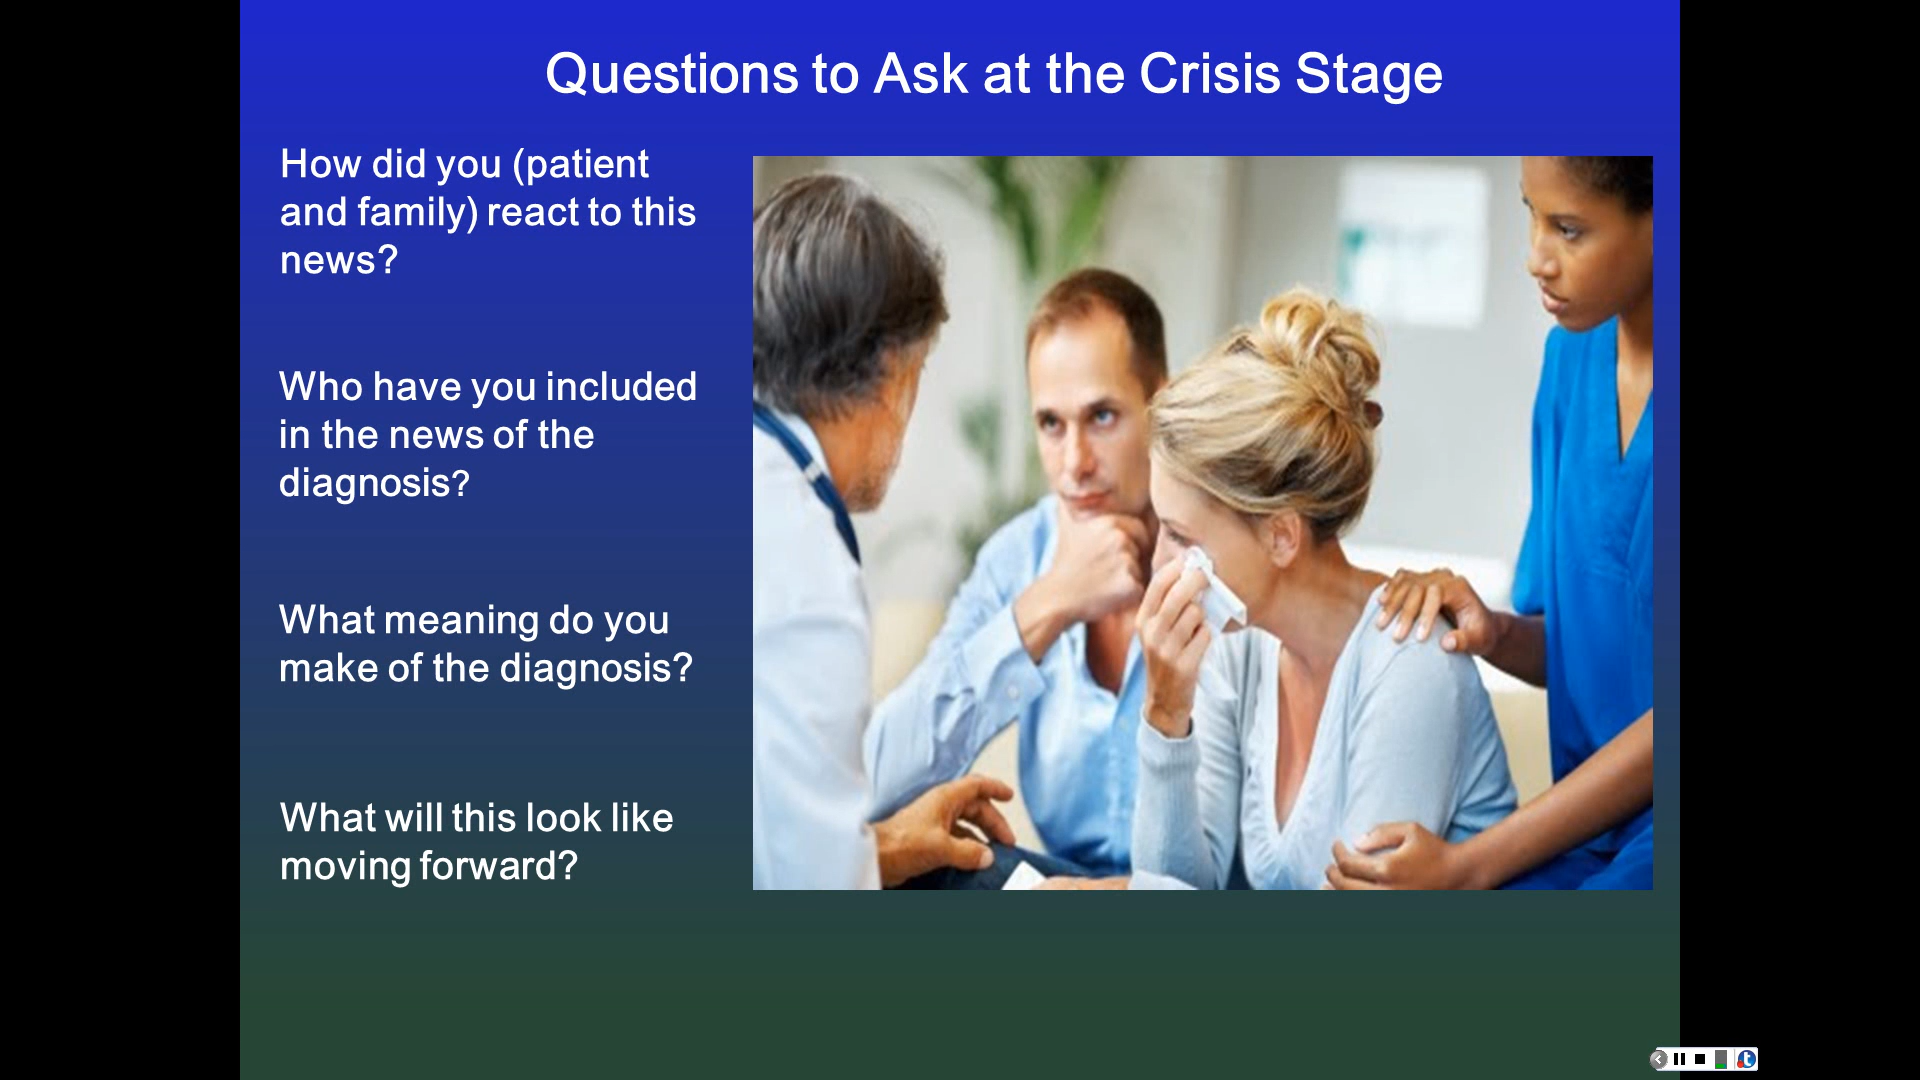 Questions to Ask at the Crisis Stage
How did you (patient
and family) react to this
news?
Who have you included
in the news of the
diagnosis?
What meaning do you
make of the diagnosis?
What will this look like
moving forward?